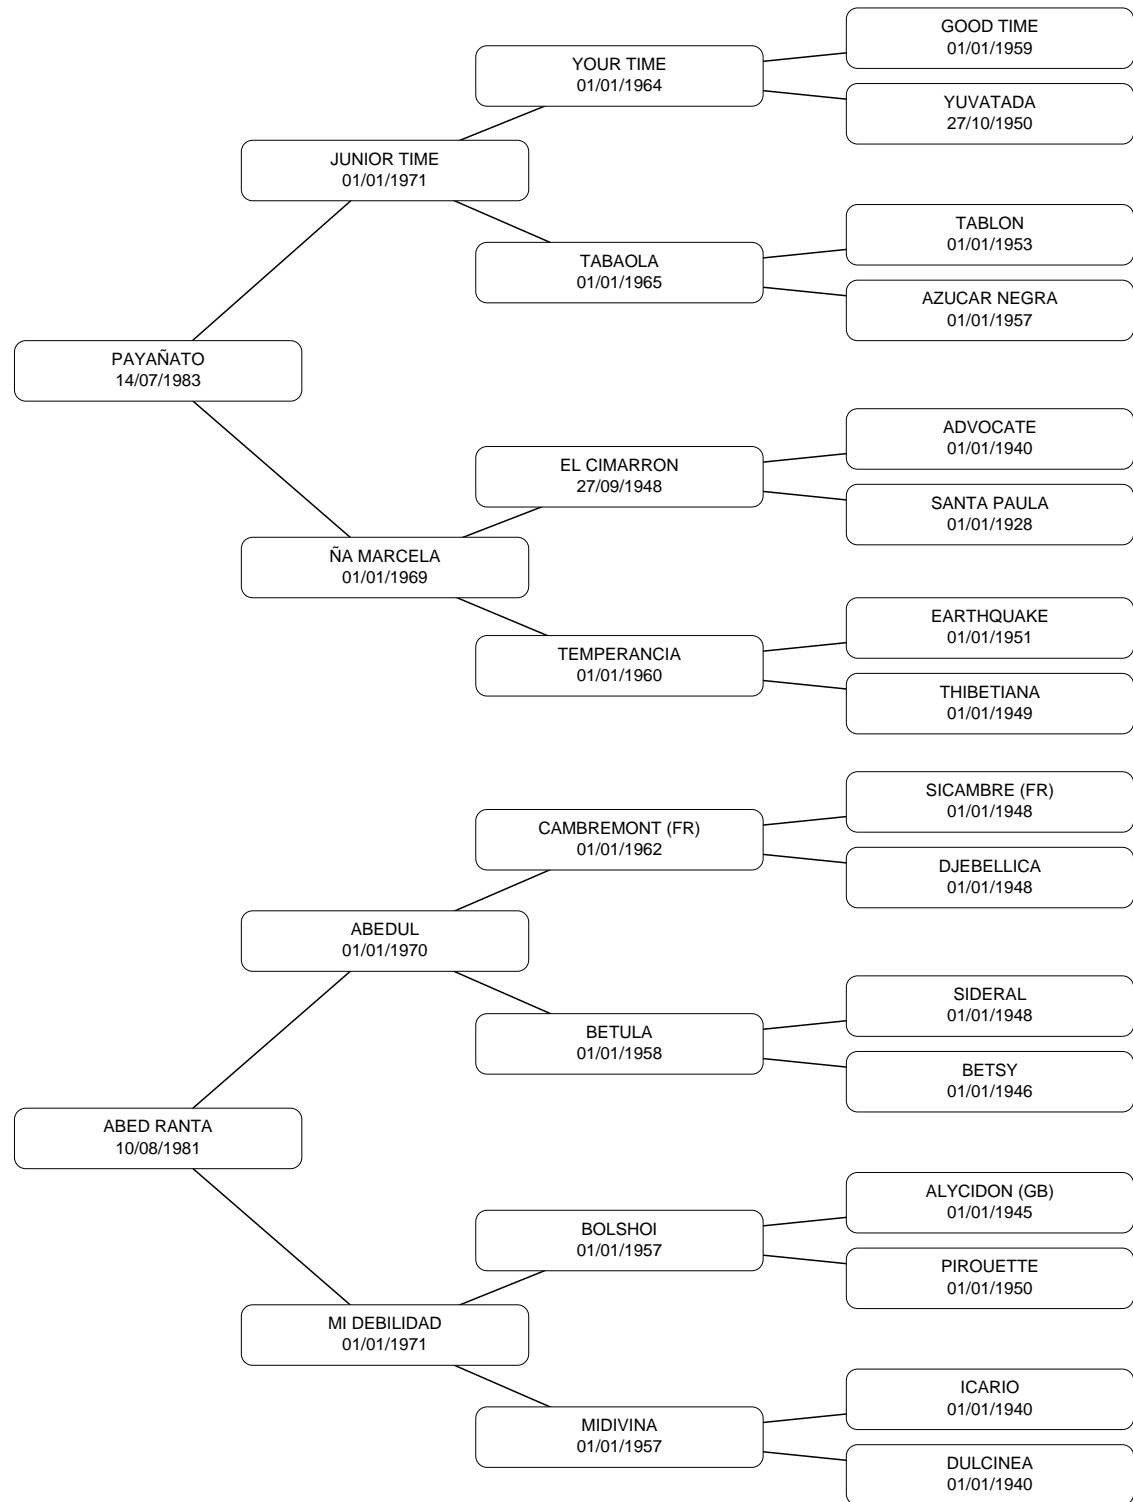 GOOD TIME
01/01/1959
YOUR TIME
01/01/1964
YUVATADA
27/10/1950
JUNIOR TIME
01/01/1971
TABLON
01/01/1953
TABAOLA
01/01/1965
AZUCAR NEGRA
01/01/1957
PAYAÑATO
14/07/1983
ADVOCATE
01/01/1940
EL CIMARRON
27/09/1948
SANTA PAULA
01/01/1928
ÑA MARCELA
01/01/1969
EARTHQUAKE
01/01/1951
TEMPERANCIA
01/01/1960
THIBETIANA
01/01/1949
SICAMBRE (FR)
01/01/1948
CAMBREMONT (FR)
01/01/1962
DJEBELLICA
01/01/1948
ABEDUL
01/01/1970
SIDERAL
01/01/1948
BETULA
01/01/1958
BETSY
01/01/1946
ABED RANTA
10/08/1981
ALYCIDON (GB)
01/01/1945
BOLSHOI
01/01/1957
PIROUETTE
01/01/1950
MI DEBILIDAD
01/01/1971
ICARIO
01/01/1940
MIDIVINA
01/01/1957
DULCINEA
01/01/1940